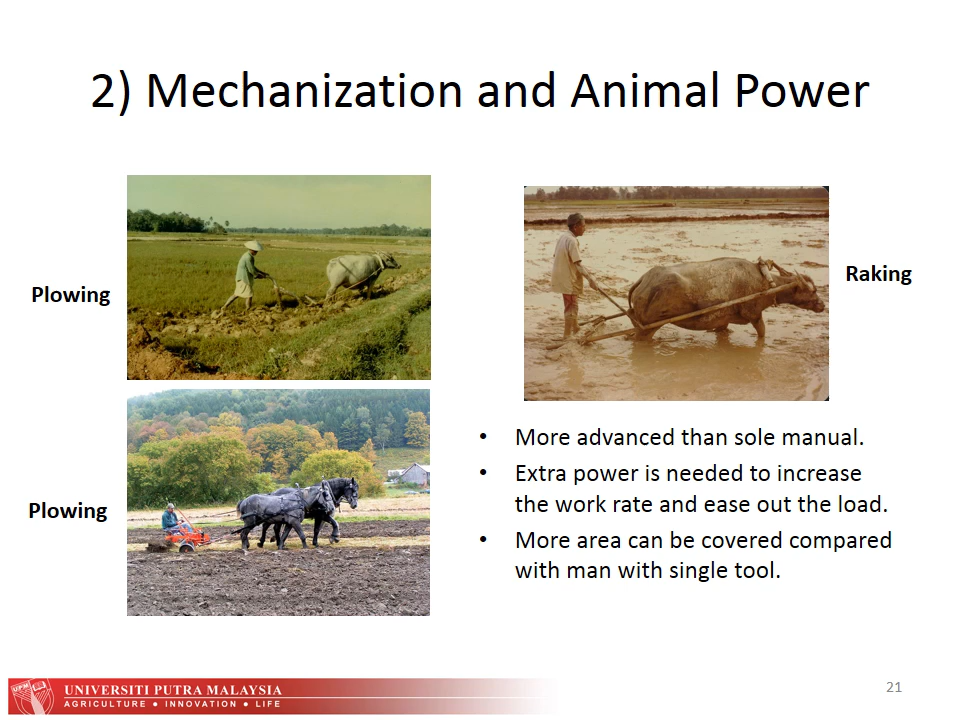 2) Mechanization and Animal Power
Plowing
Raking
Plowing
• More advanced than sole manual.
• Extra power is needed to increase
the work rate and ease out the load.
• More area can be covered compared
with man with single tool.
UPM
UNIVERSITI PUTRA MALAYSIA
AGRICULTURE ● INNOVATION ● LIFE
21